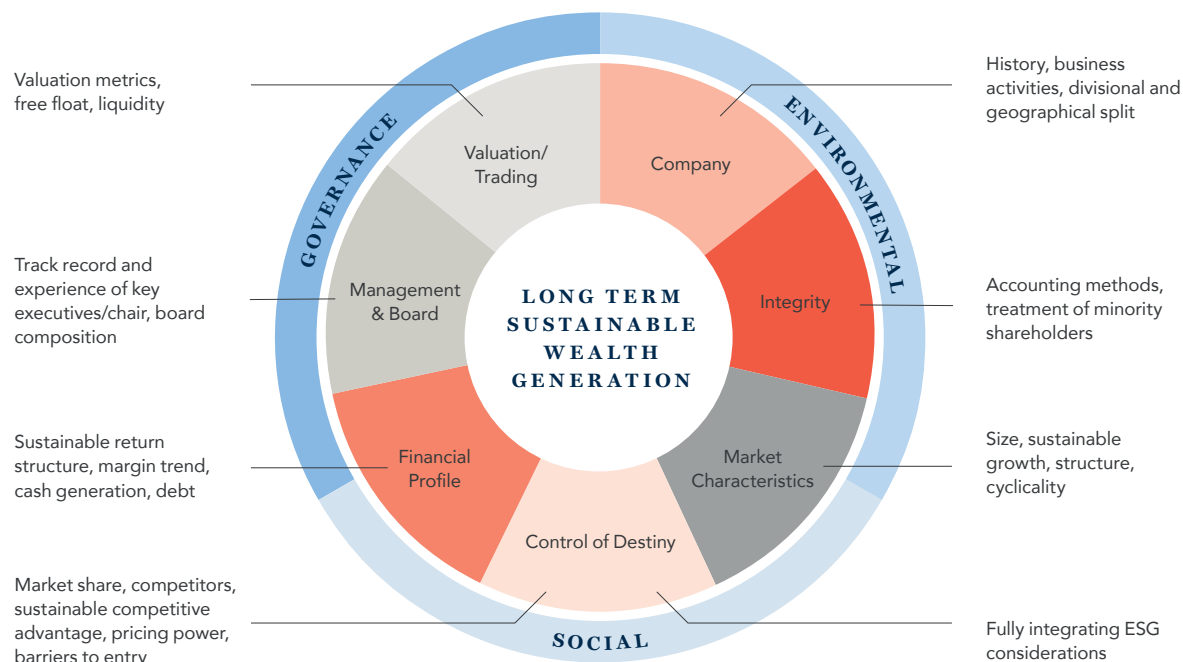 Valuation metrics,
free float, liquidity
Track record and
experience of key
executives/chair, board
composition
Sustainable return
structure, margin trend,
cash generation, debt
Market share, competitors,
sustainable competitive
advantage, pricing power,
barriers to entry
GOVERNANCE
ENVIRONMENTAL
SOCIAL
Valuation/
Trading
Company
Management
& Board
Integrity
LONG TERM
SUSTAINABLE
WEALTH
GENERATION
Financial
Profile
Market
Characteristics
Control of Destiny
History, business
activities, divisional and
geographical split
Accounting methods,
treatment of minority
shareholders
Size, sustainable
growth, structure,
cyclicality
Fully integrating ESG
considerations